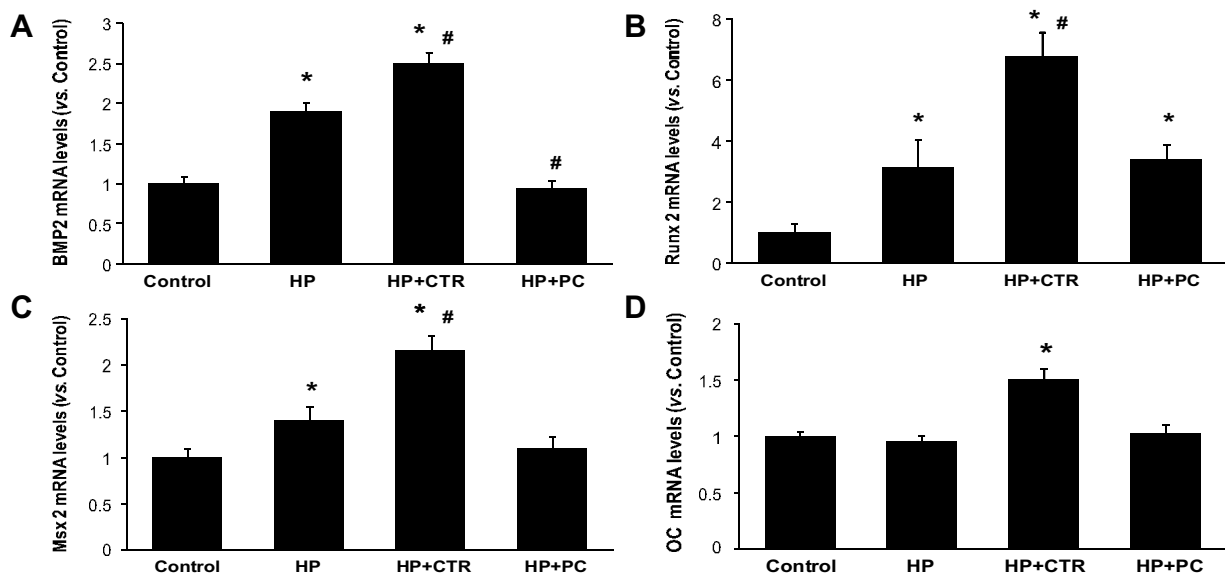 A
BMP2 mRNA levels (vs. Control)
3
2.5
2
1.5
1
0.5
0
* 
* #
#
Control HP HP+CTR HP+PC
B
Runx 2 mRNA levels (vs. Control)
8
6
4
2
0
*
* #
*
Control HP HP+CTR HP+PC
C
Msx 2 mRNA levels (vs. Control)
2.5
2
1.5
1
0.5
0
*
* #
Control HP HP+CTR HP+PC
D
OC mRNA levels (vs. Control)
2
1.5
1
0.5
0
*
Control HP HP+CTR HP+PC